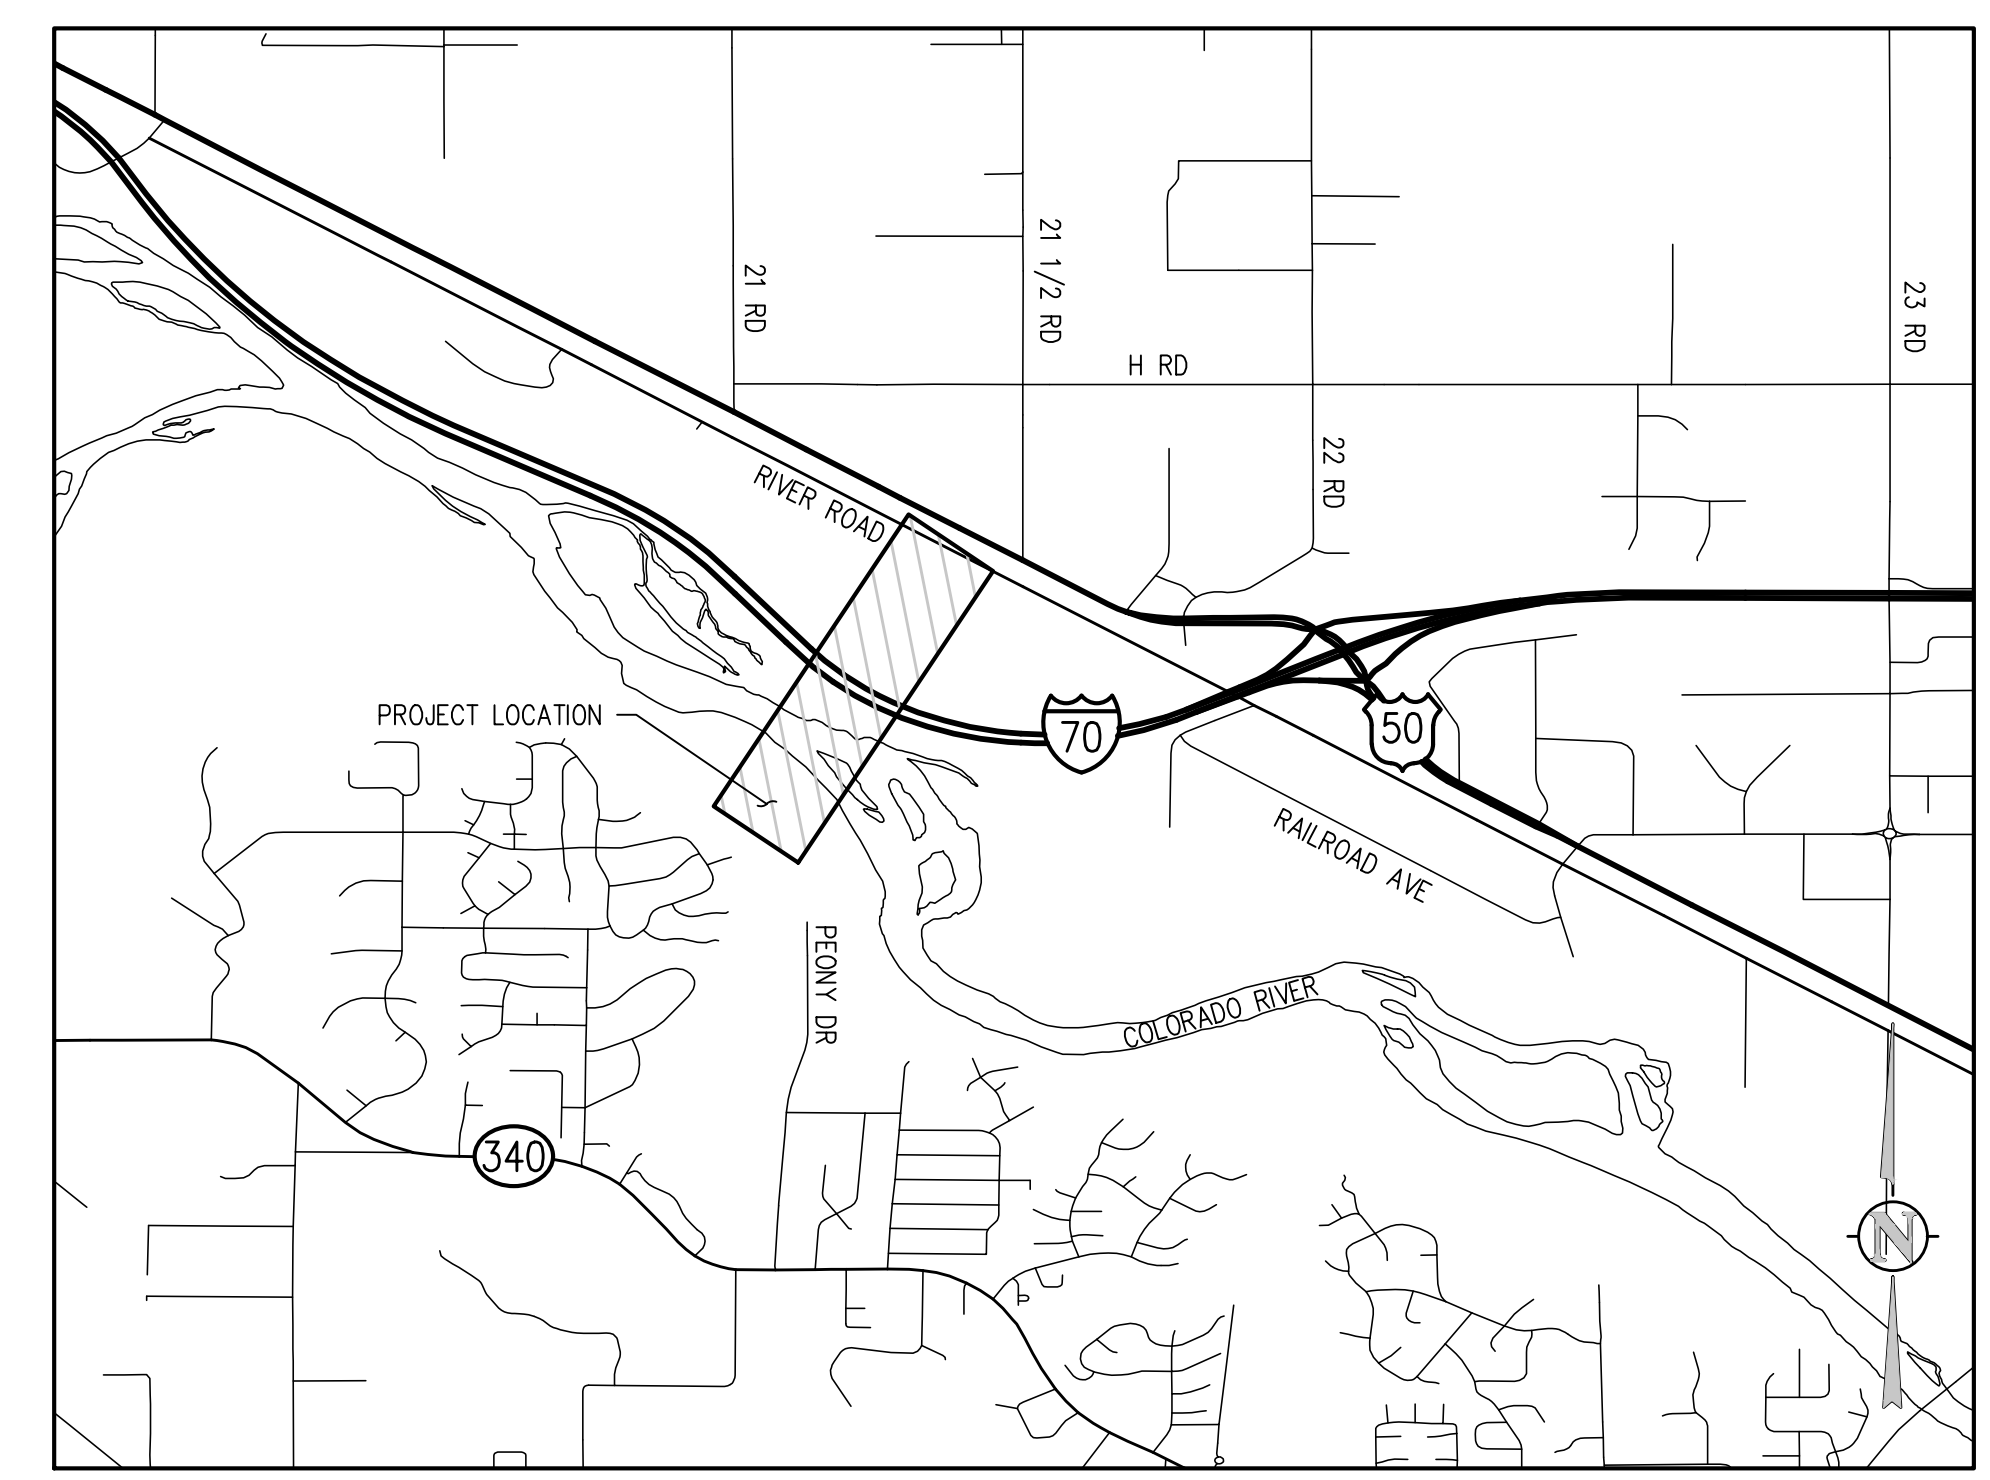 21 RD
21 1/2 RD
23 RD
H RD
22 RD
RIVER ROAD
PROJECT LOCATION
70
50
RAILROAD AVE
PEONY DR
COLORADO RIVER
340
N